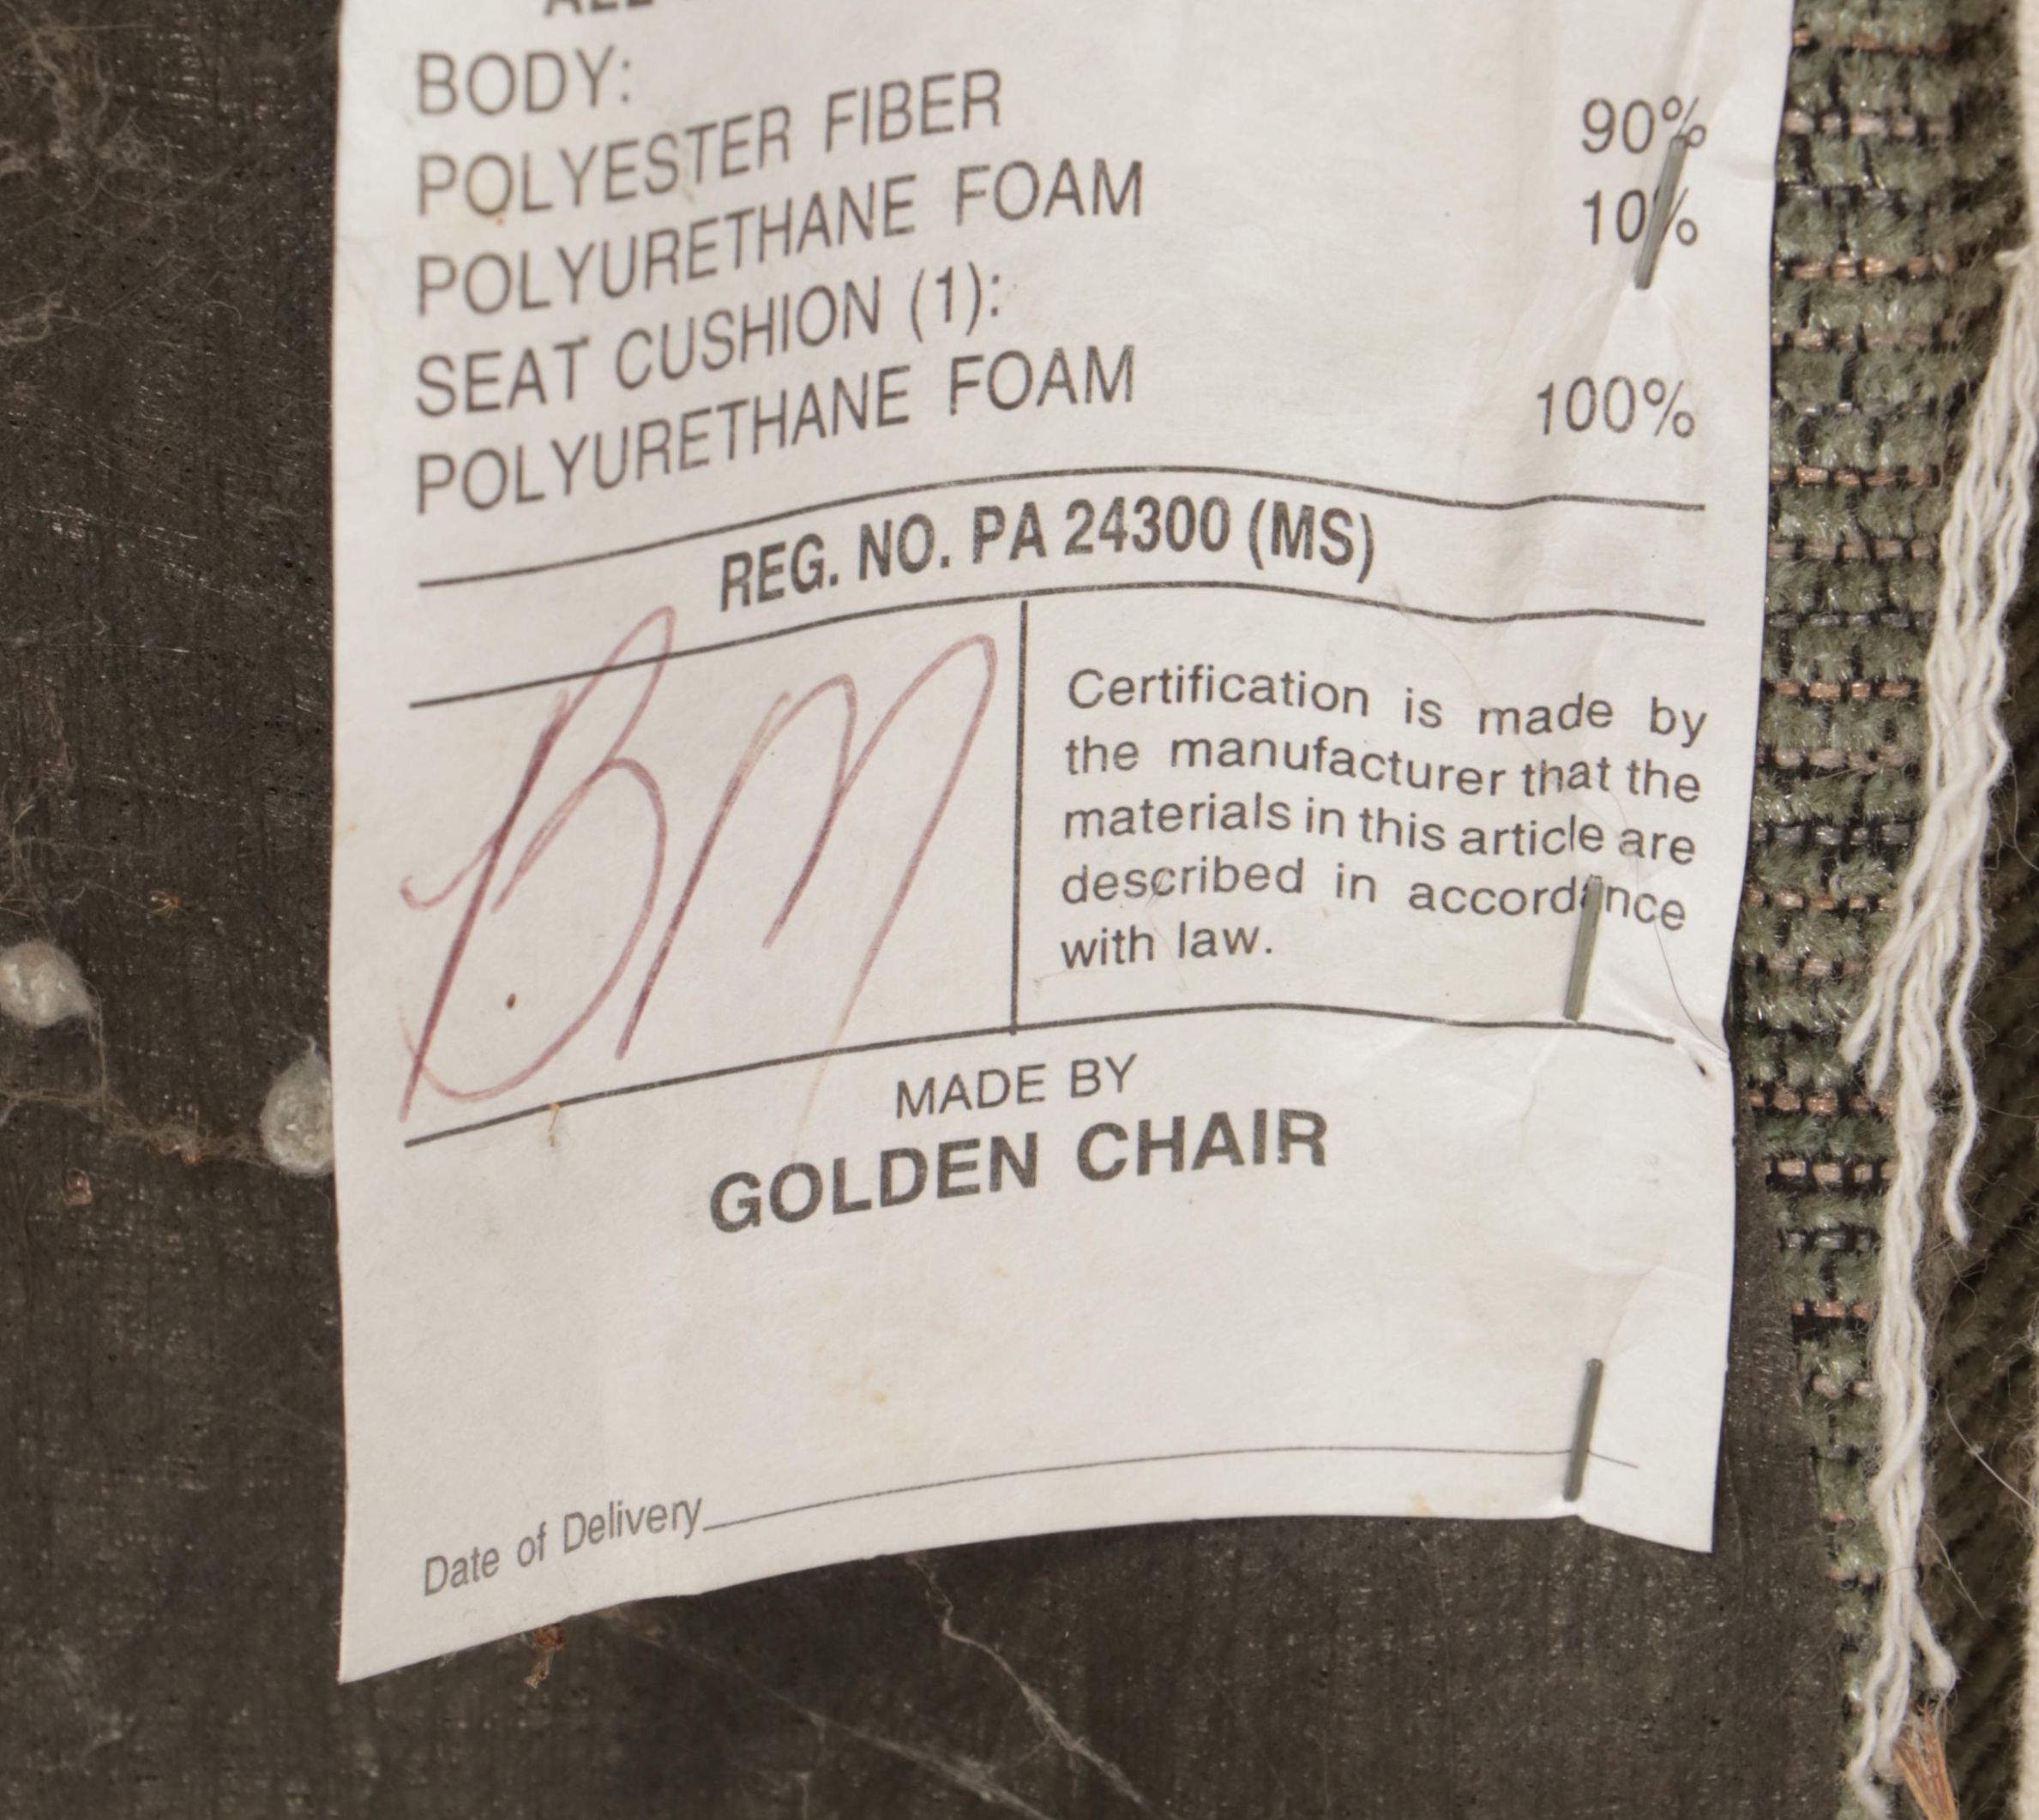 BODY:
POLYESTER FIBER 90%
POLYURETHANE FOAM 10%
SEAT CUSHION (1):
POLYURETHANE FOAM 100%
REG. NO. PA 24300 (MS)
BM
Certification is made by
the manufacturer that the
materials in this article are
described in accordance
with law.
MADE BY
GOLDEN CHAIR
Date of Delivery